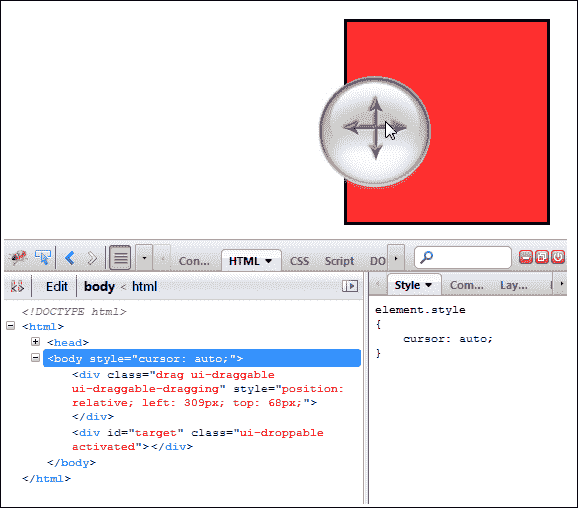 Con... HTML CSS Script DO
Edit body < html
Style Com... Lay...
<!DOCTYPE html>
<html>
<head>
<body style="cursor: auto;">
<div class="drag ui-draggable
ui-draggable-dragging" style="position:
relative; left: 309px; top: 68px;">
</div>
<div id="target" class="ui-droppable
activated"></div>
</body>
</html>
element.style
{
cursor: auto;
}